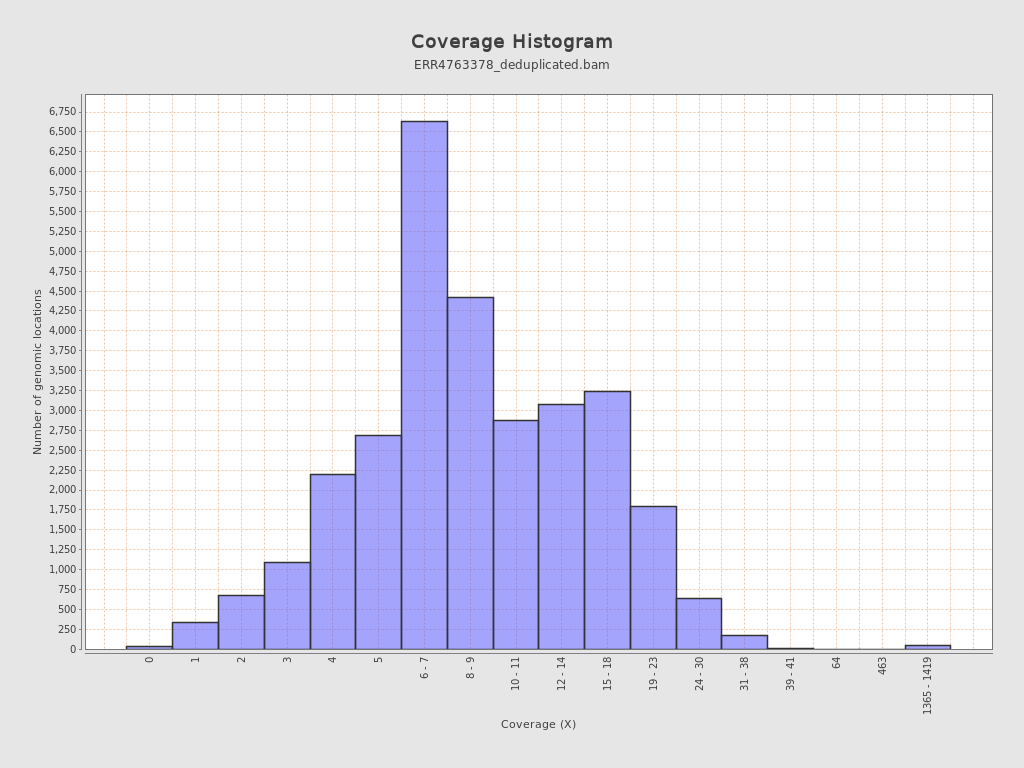 Coverage Histogram
ERR4763378_deduplicated.bam
Number of genomic locations
6,750
6,500
6,250
6,000
5,750
5,500
5,250
5,000
4,750
4,500
4,250
4,000
3,750
3,500
3,250
3,000
2,750
2,500
2,250
2,000
1,750
1,500
1,250
1,000
750
500
250
0
0
1
2
3
4
5
6 - 7
8 - 9
10 - 11
12 - 14
15 - 18
19 - 23
24 - 30
31 - 38
39 - 41
64
463
1365 - 1419
Coverage (X)